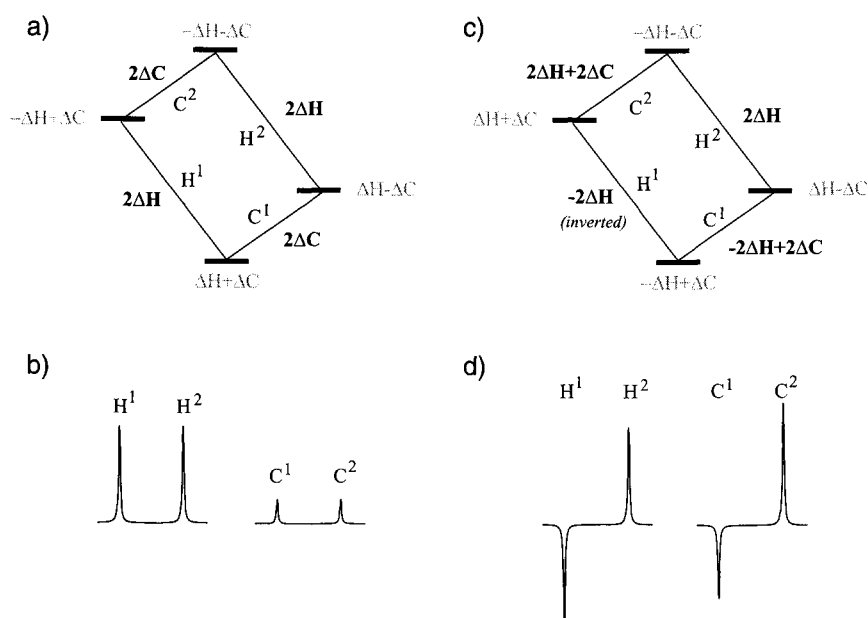 a)
−ΔH-ΔC
2ΔC
C²
−ΔH+ΔC
2ΔH
H²
H¹
2ΔH
ΔH-ΔC
C¹
2ΔC
ΔH+ΔC
c)
−ΔH-ΔC
2ΔH+2ΔC
C²
ΔH+ΔC
2ΔH
H²
H¹
-2ΔH
(inverted)
ΔH-ΔC
C¹
-2ΔH+2ΔC
−ΔH+ΔC
b)
H¹ H²
C¹ C²
d)
H¹ H² C¹ C²